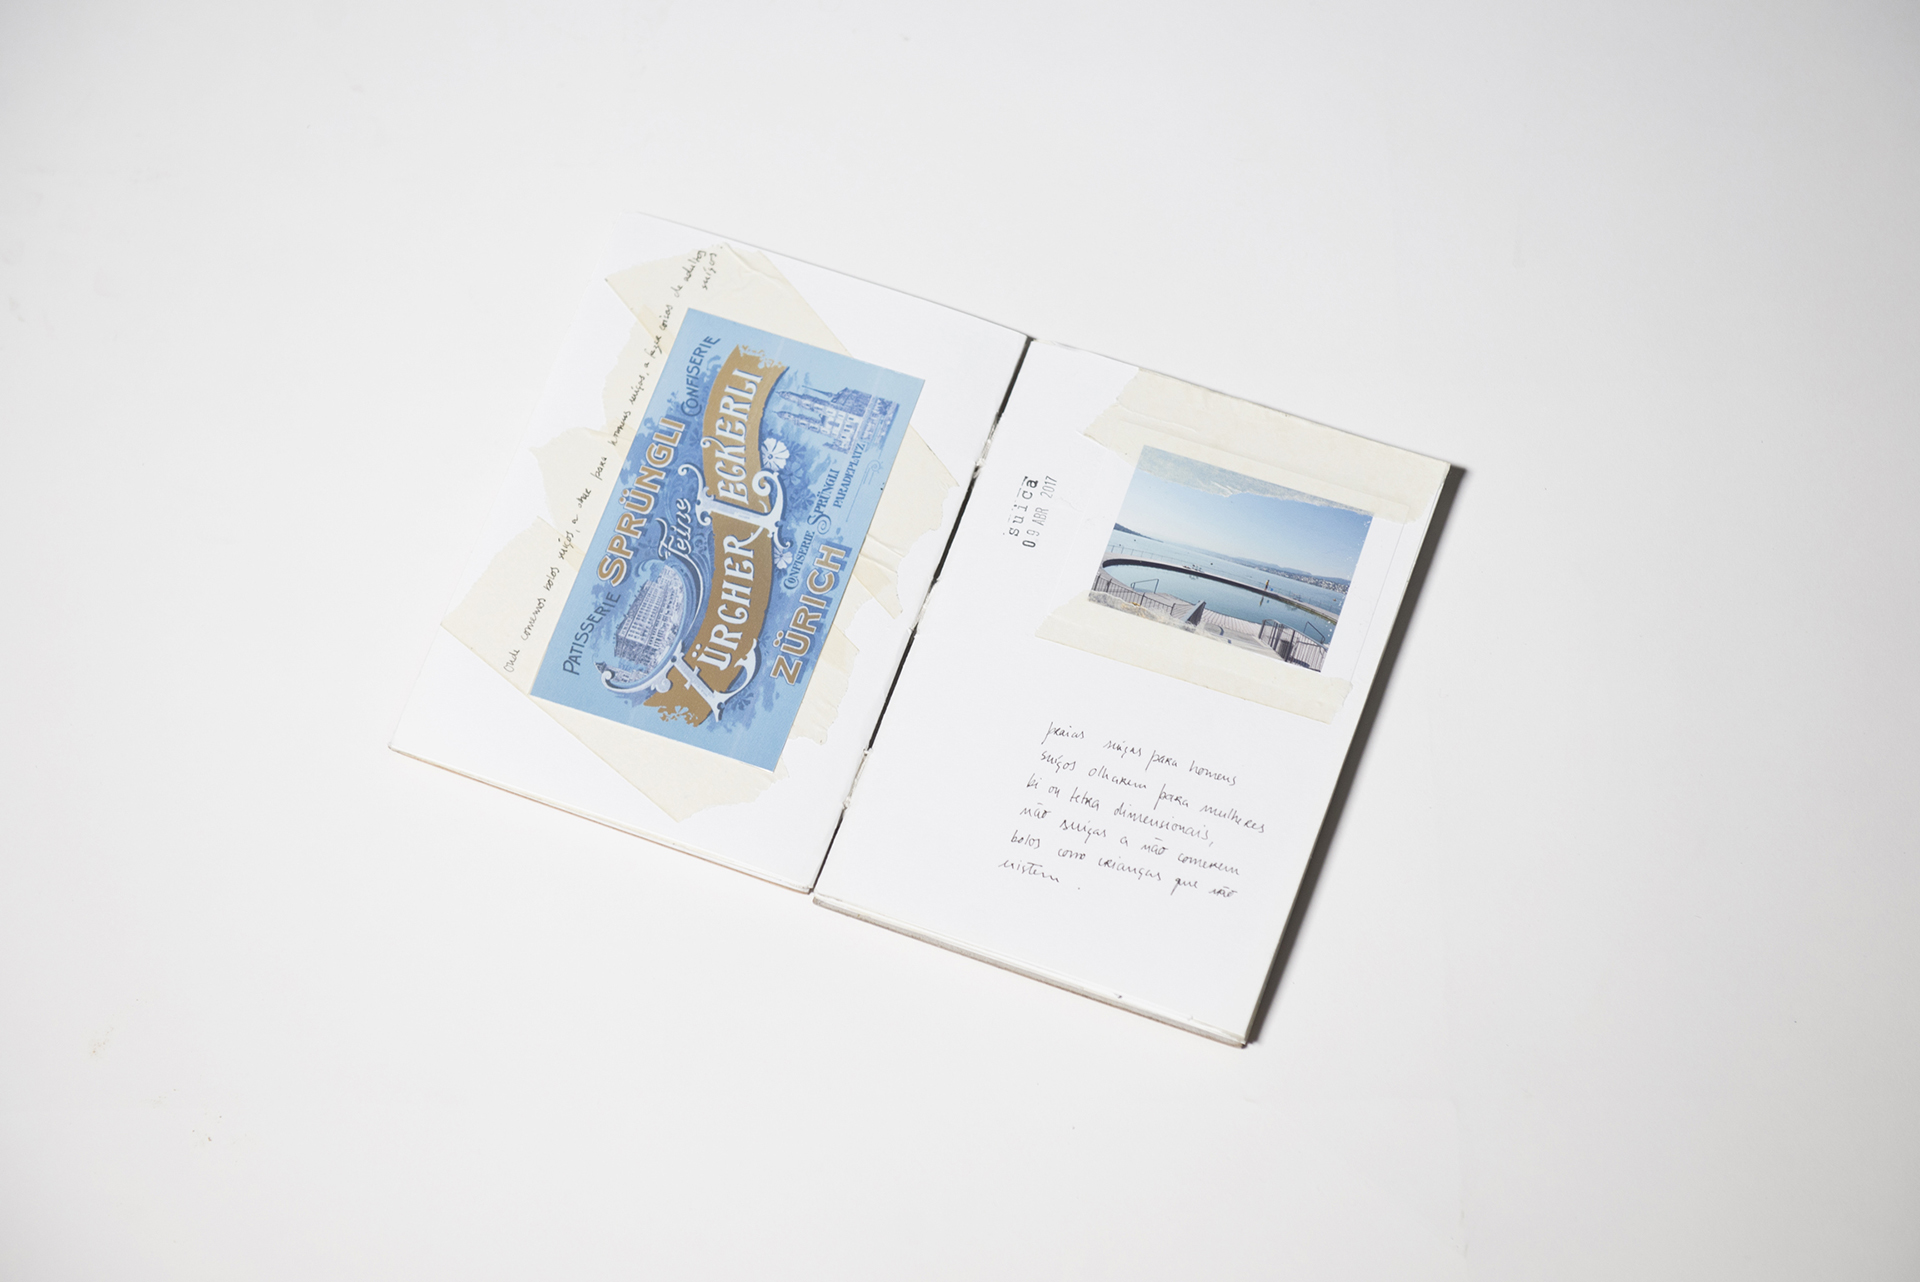 Onde comemos bolos suíços, a olhar para homens suíços, a fazer coisas de adultos
suíços
PATISSERIE SPRÜNGLI CONFISERIE
Feine
ZÜRCHER LECKERLI
CONFISERIE SPRÜNGLI
PARADEPLATZ
ZÜRICH
suíça
09 ABR 2017
praias suíças para homens
suíços olharem para mulheres
bi ou tetra dimensionais,
não suíças a não comerem
bolos como crianças que não
existem.